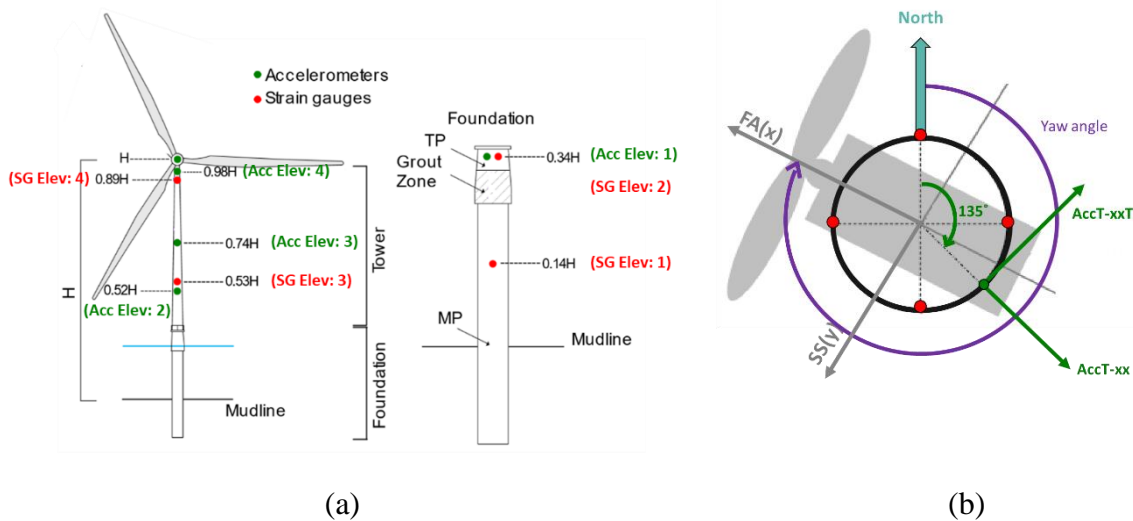 Accelerometers
Strain gauges
H
(SG Elev: 4)
0.89H
0.98H (Acc Elev: 4)
0.74H (Acc Elev: 3)
0.53H (SG Elev: 3)
0.52H
(Acc Elev: 2)
H
Tower
Foundation
Mudline
Foundation
TP
Grout
Zone
0.34H (Acc Elev: 1)
(SG Elev: 2)
0.14H (SG Elev: 1)
MP
Mudline
(a)
North
FA(x)
Yaw angle
135°
AccT-xxT
SS(y)
AccT-xx
(b)